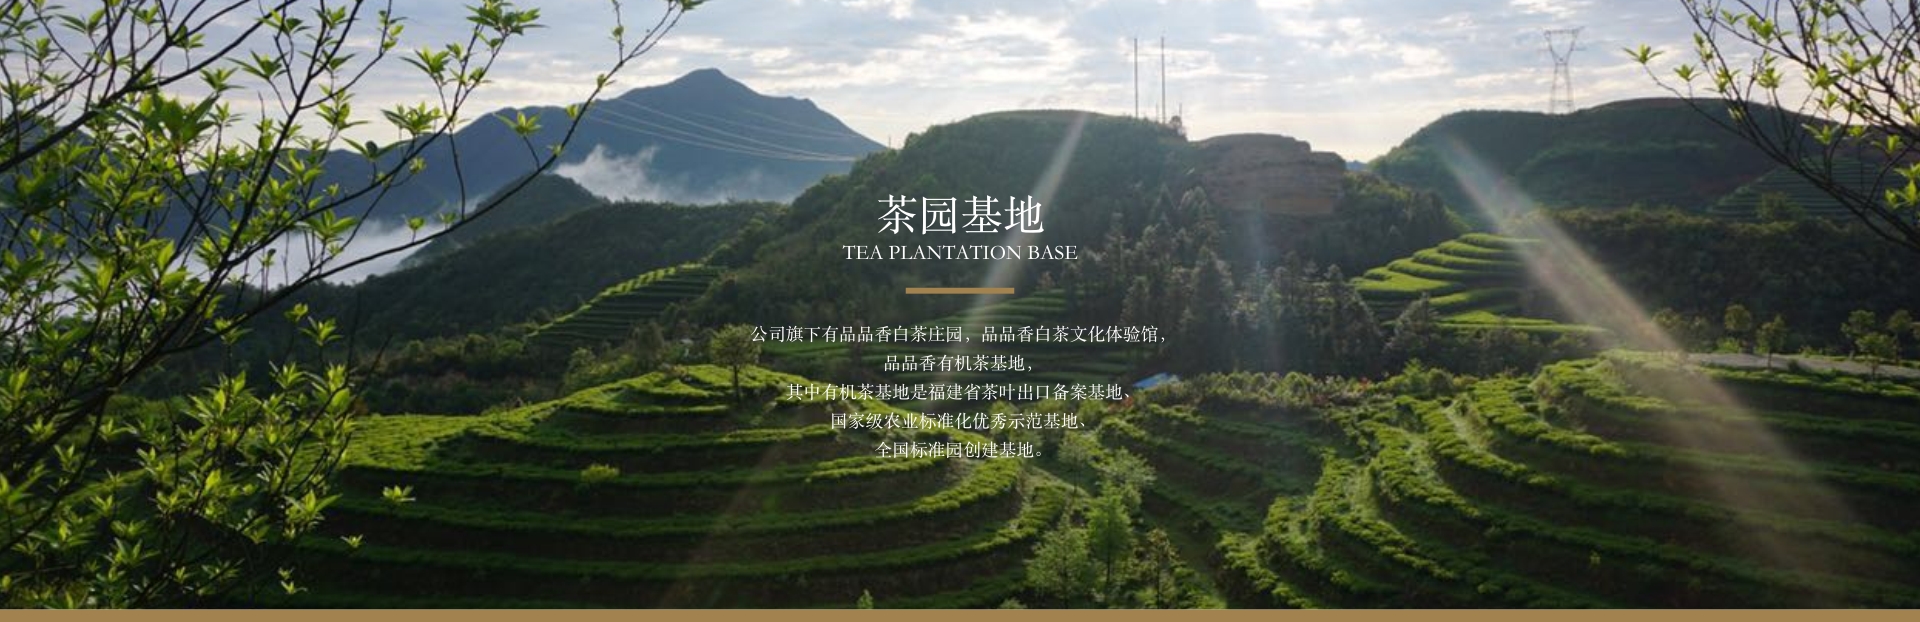 茶园基地
TEA PLANTATION BASE
公司旗下有品品香白茶庄园，品品香白茶文化体验馆，
品品香有机茶基地，
其中有机茶基地是福建省茶叶出口备案基地、
国家级农业标准化优秀示范基地、
全国标准园创建基地。